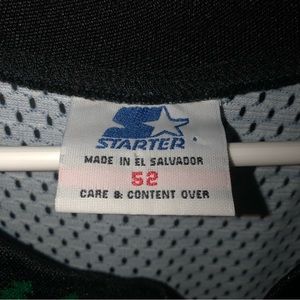 STARTER
MADE IN EL SALVADOR
52
CARE & CONTENT OVER